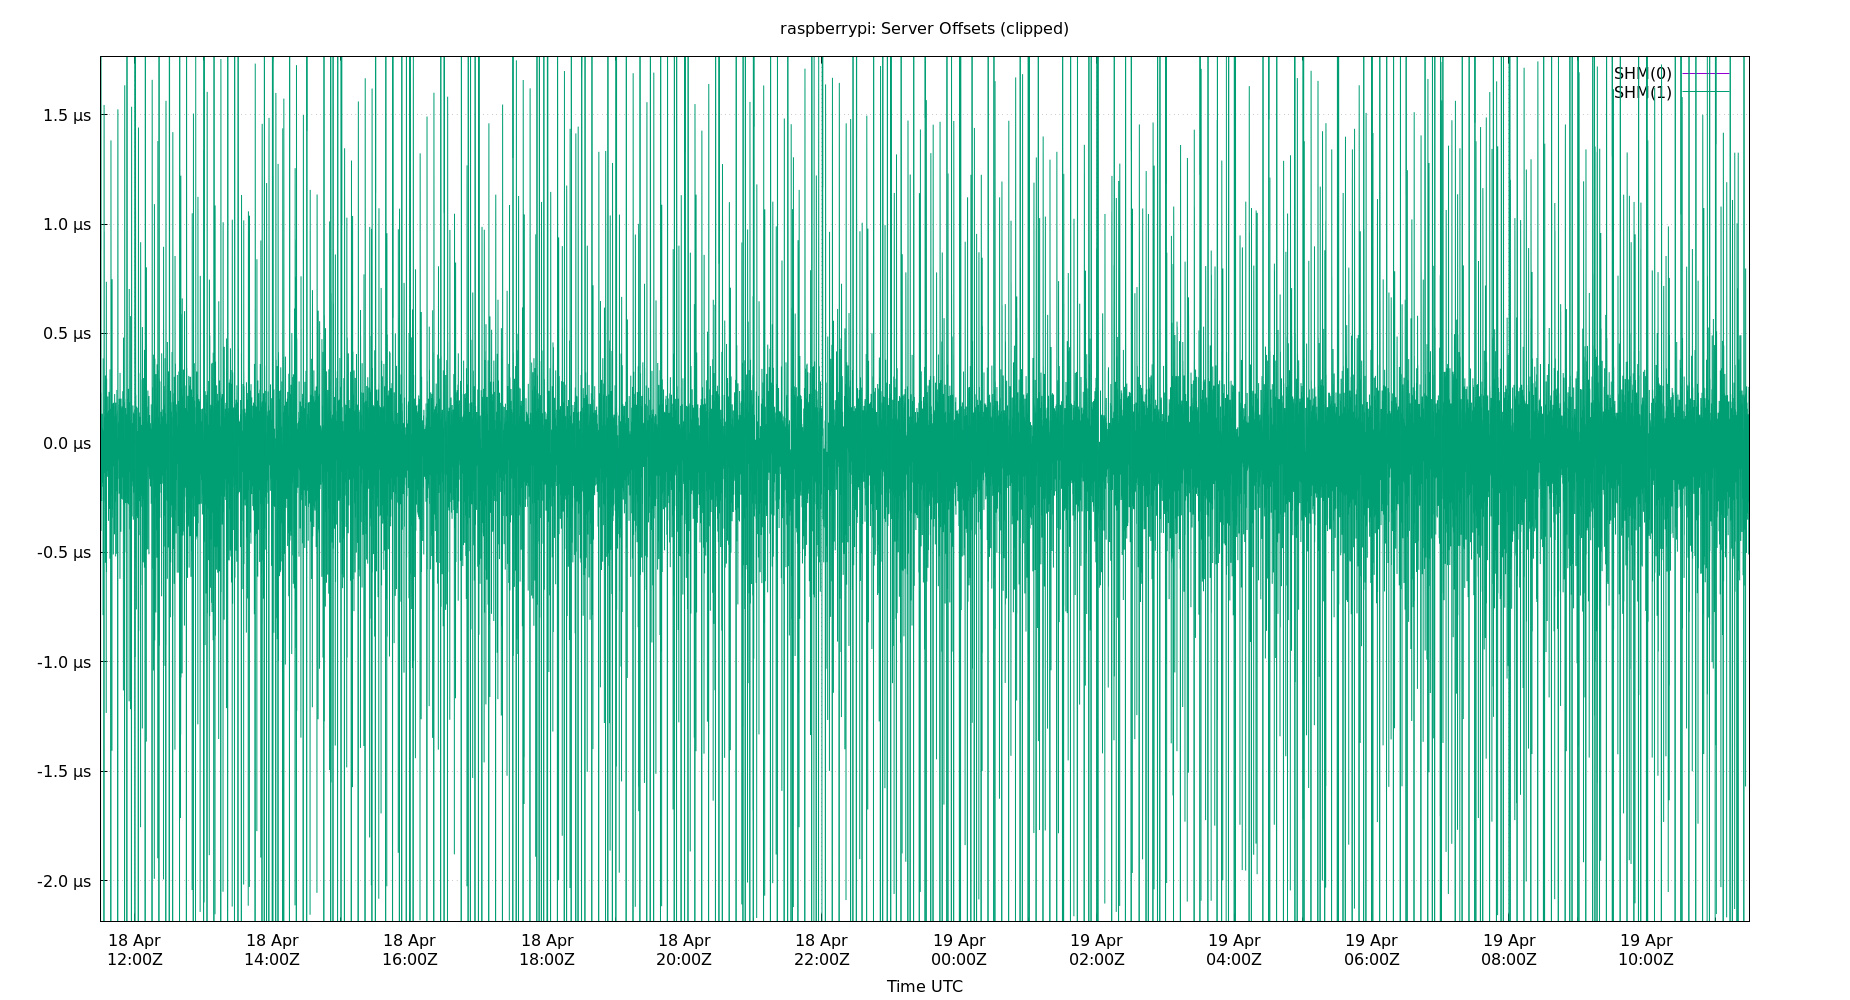 raspberrypi: Server Offsets (clipped)
SHM(0)
SHM(1)
1.5 µs
1.0 µs
0.5 µs
0.0 µs
-0.5 µs
-1.0 µs
-1.5 µs
-2.0 µs
18 Apr 18 Apr 18 Apr 18 Apr 18 Apr 18 Apr 19 Apr 19 Apr 19 Apr 19 Apr 19 Apr 19 Apr
12:00Z 14:00Z 16:00Z 18:00Z 20:00Z 22:00Z 00:00Z 02:00Z 04:00Z 06:00Z 08:00Z 10:00Z
Time UTC